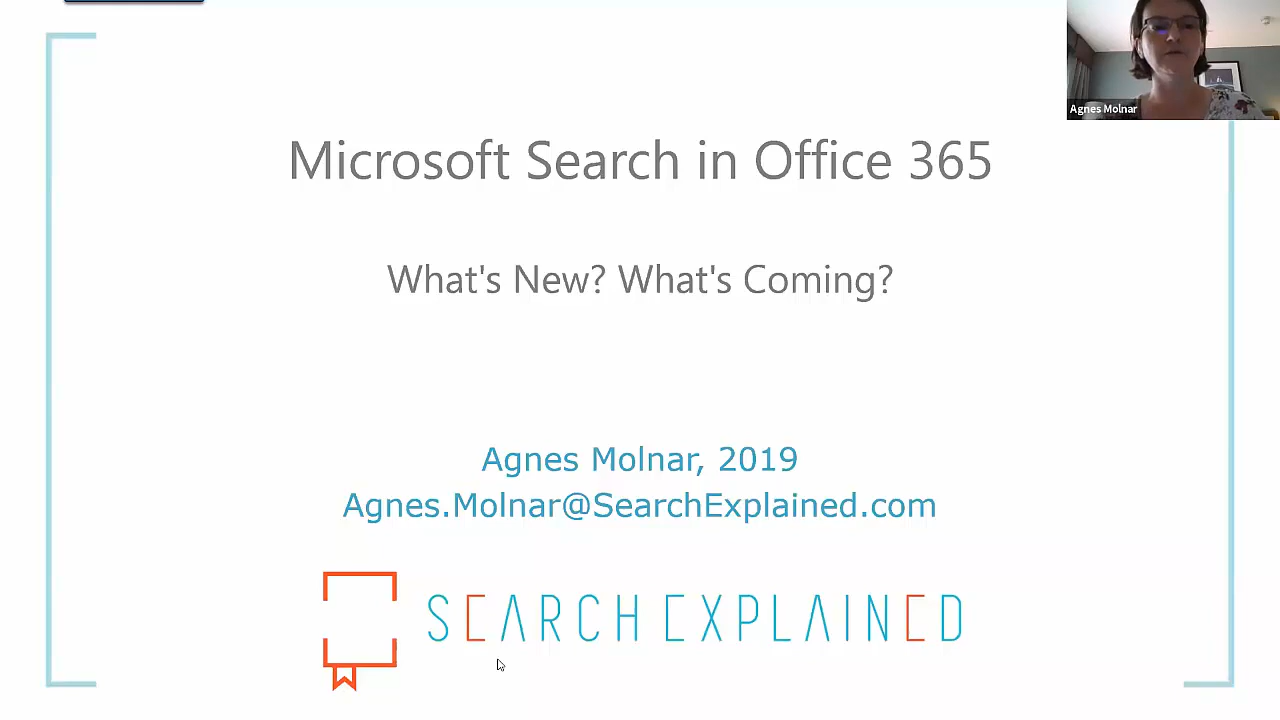 Agnes Molnar
Microsoft Search in Office 365
What's New? What's Coming?
Agnes Molnar, 2019
Agnes.Molnar@SearchExplained.com
SEARCH EXPLAINED